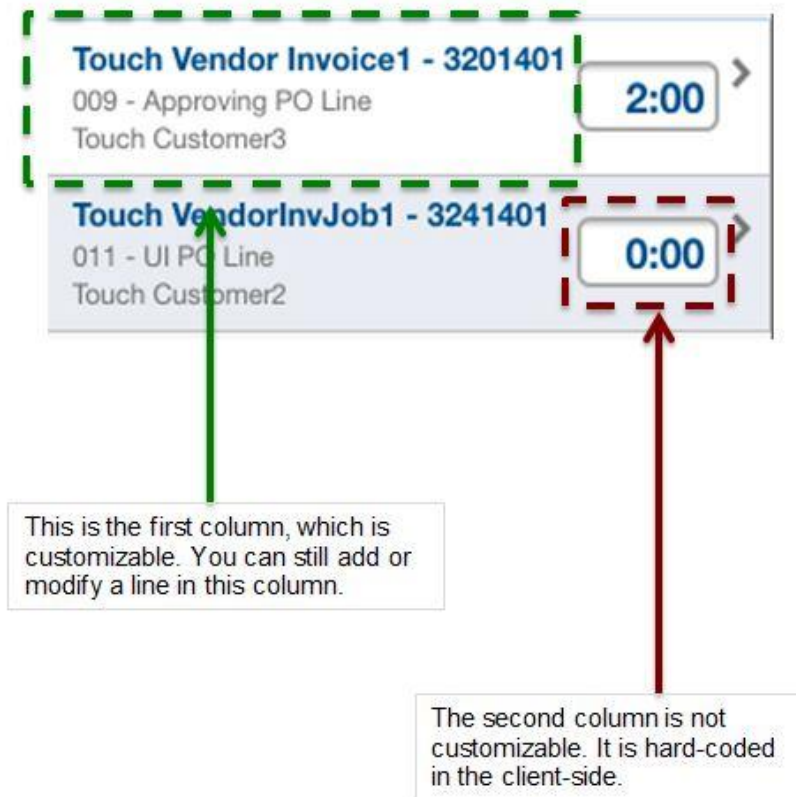 Touch Vendor Invoice1 - 3201401
009 - Approving PO Line
Touch Customer3
2:00
Touch VendorInvJob1 - 3241401
011 - UI PO Line
Touch Customer2
0:00
This is the first column, which is
customizable. You can still add or
modify a line in this column.
The second column is not
customizable. It is hard-coded
in the client-side.